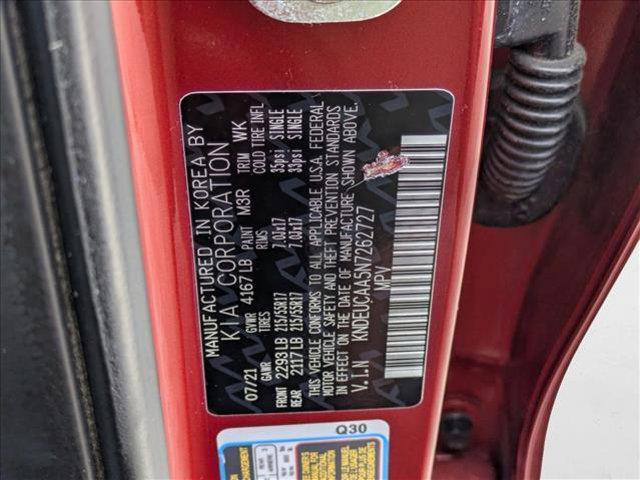 MANUFACTURED IN KOREA BY
KIA CORPORATION
07/21 GVWR 4167 LB PAINT M3R TRIM WK
GAWR TIRES RIMS COLD TIRE INFL
FRONT 2293 LB 215/55R17 7.0Jx17 35psi SINGLE
REAR 2117 LB 215/55R17 7.0Jx17 33psi SINGLE
THIS VEHICLE CONFORMS TO ALL APPLICABLE U.S.A. FEDERAL
MOTOR VEHICLE SAFETY AND THEFT PREVENTION STANDARDS
IN EFFECT ON THE DATE OF MANUFACTURE SHOWN ABOVE.
V.I.N KNDEUCAA5N7262727
MPV
Q30